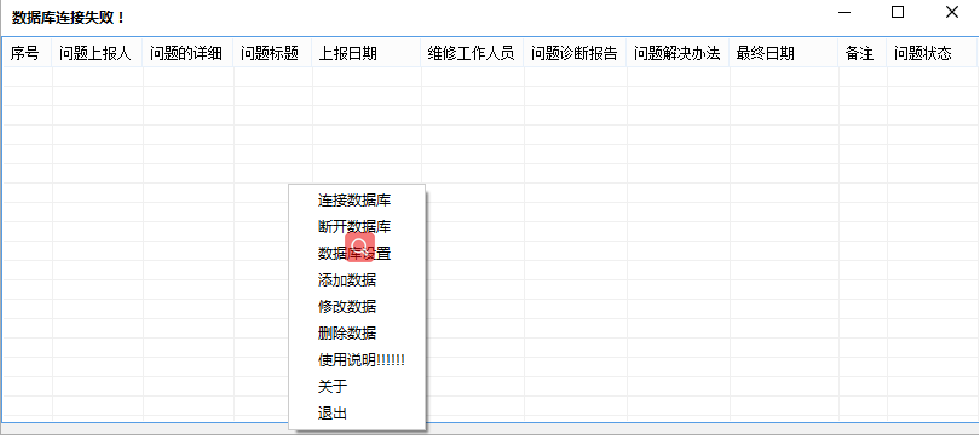 数据库连接失败！
序号 问题上报人 问题的详细 问题标题 上报日期 维修工作人员 问题诊断报告 问题解决办法 最终日期 备注 问题状态
连接数据库
断开数据库
数据库设置
添加数据
修改数据
删除数据
使用说明!!!!!!
关于
退出